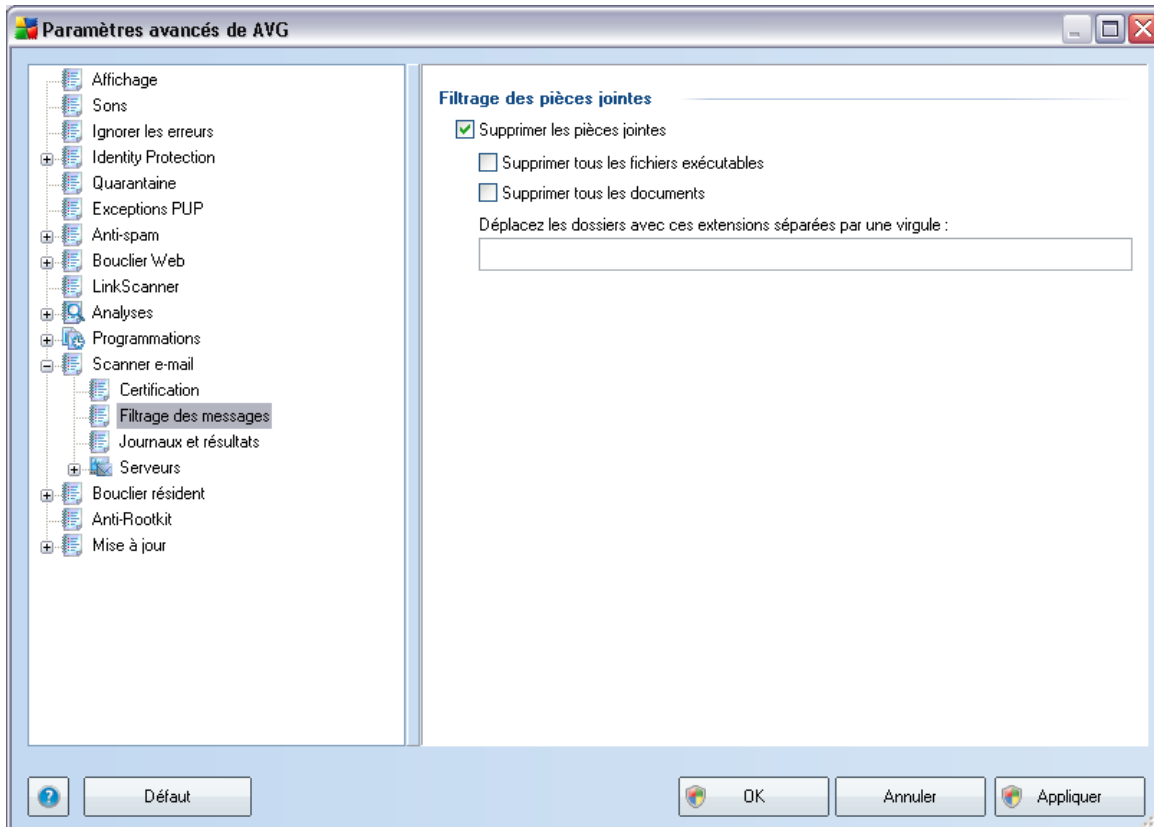 Paramètres avancés de AVG
Affichage
Sons
Ignorer les erreurs
Identity Protection
Quarantaine
Exceptions PUP
Anti-spam
Bouclier Web
LinkScanner
Analyses
Programmations
Scanner e-mail
Certification
Filtrage des messages
Journaux et résultats
Serveurs
Bouclier résident
Anti-Rootkit
Mise à jour
Filtrage des pièces jointes
Supprimer les pièces jointes
Supprimer tous les fichiers exécutables
Supprimer tous les documents
Déplacez les dossiers avec ces extensions séparées par une virgule :
?
Défaut
OK
Annuler
Appliquer